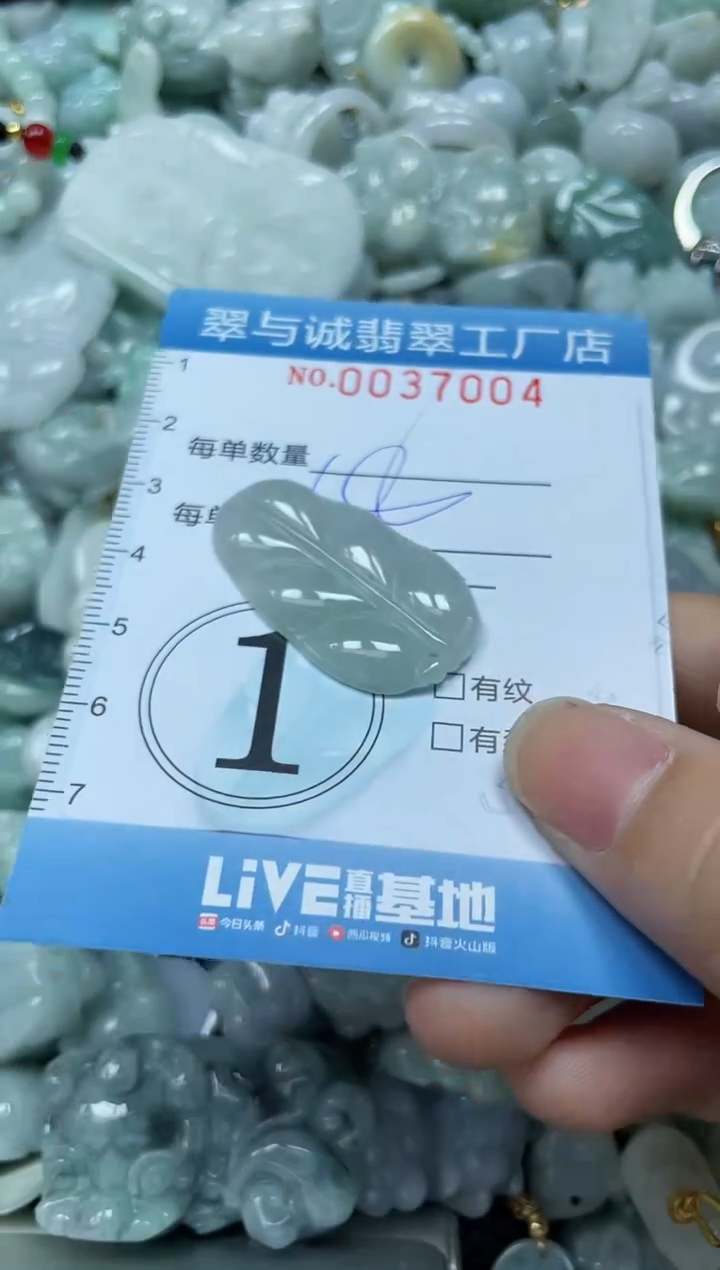 翠与诚翡翠工厂店
NO.0037004
1
2
3
4
5
6
7
每单数量
每单
1
□有纹
□有
LIVE直播基地
今日头条 抖音 西瓜视频 抖音火山版